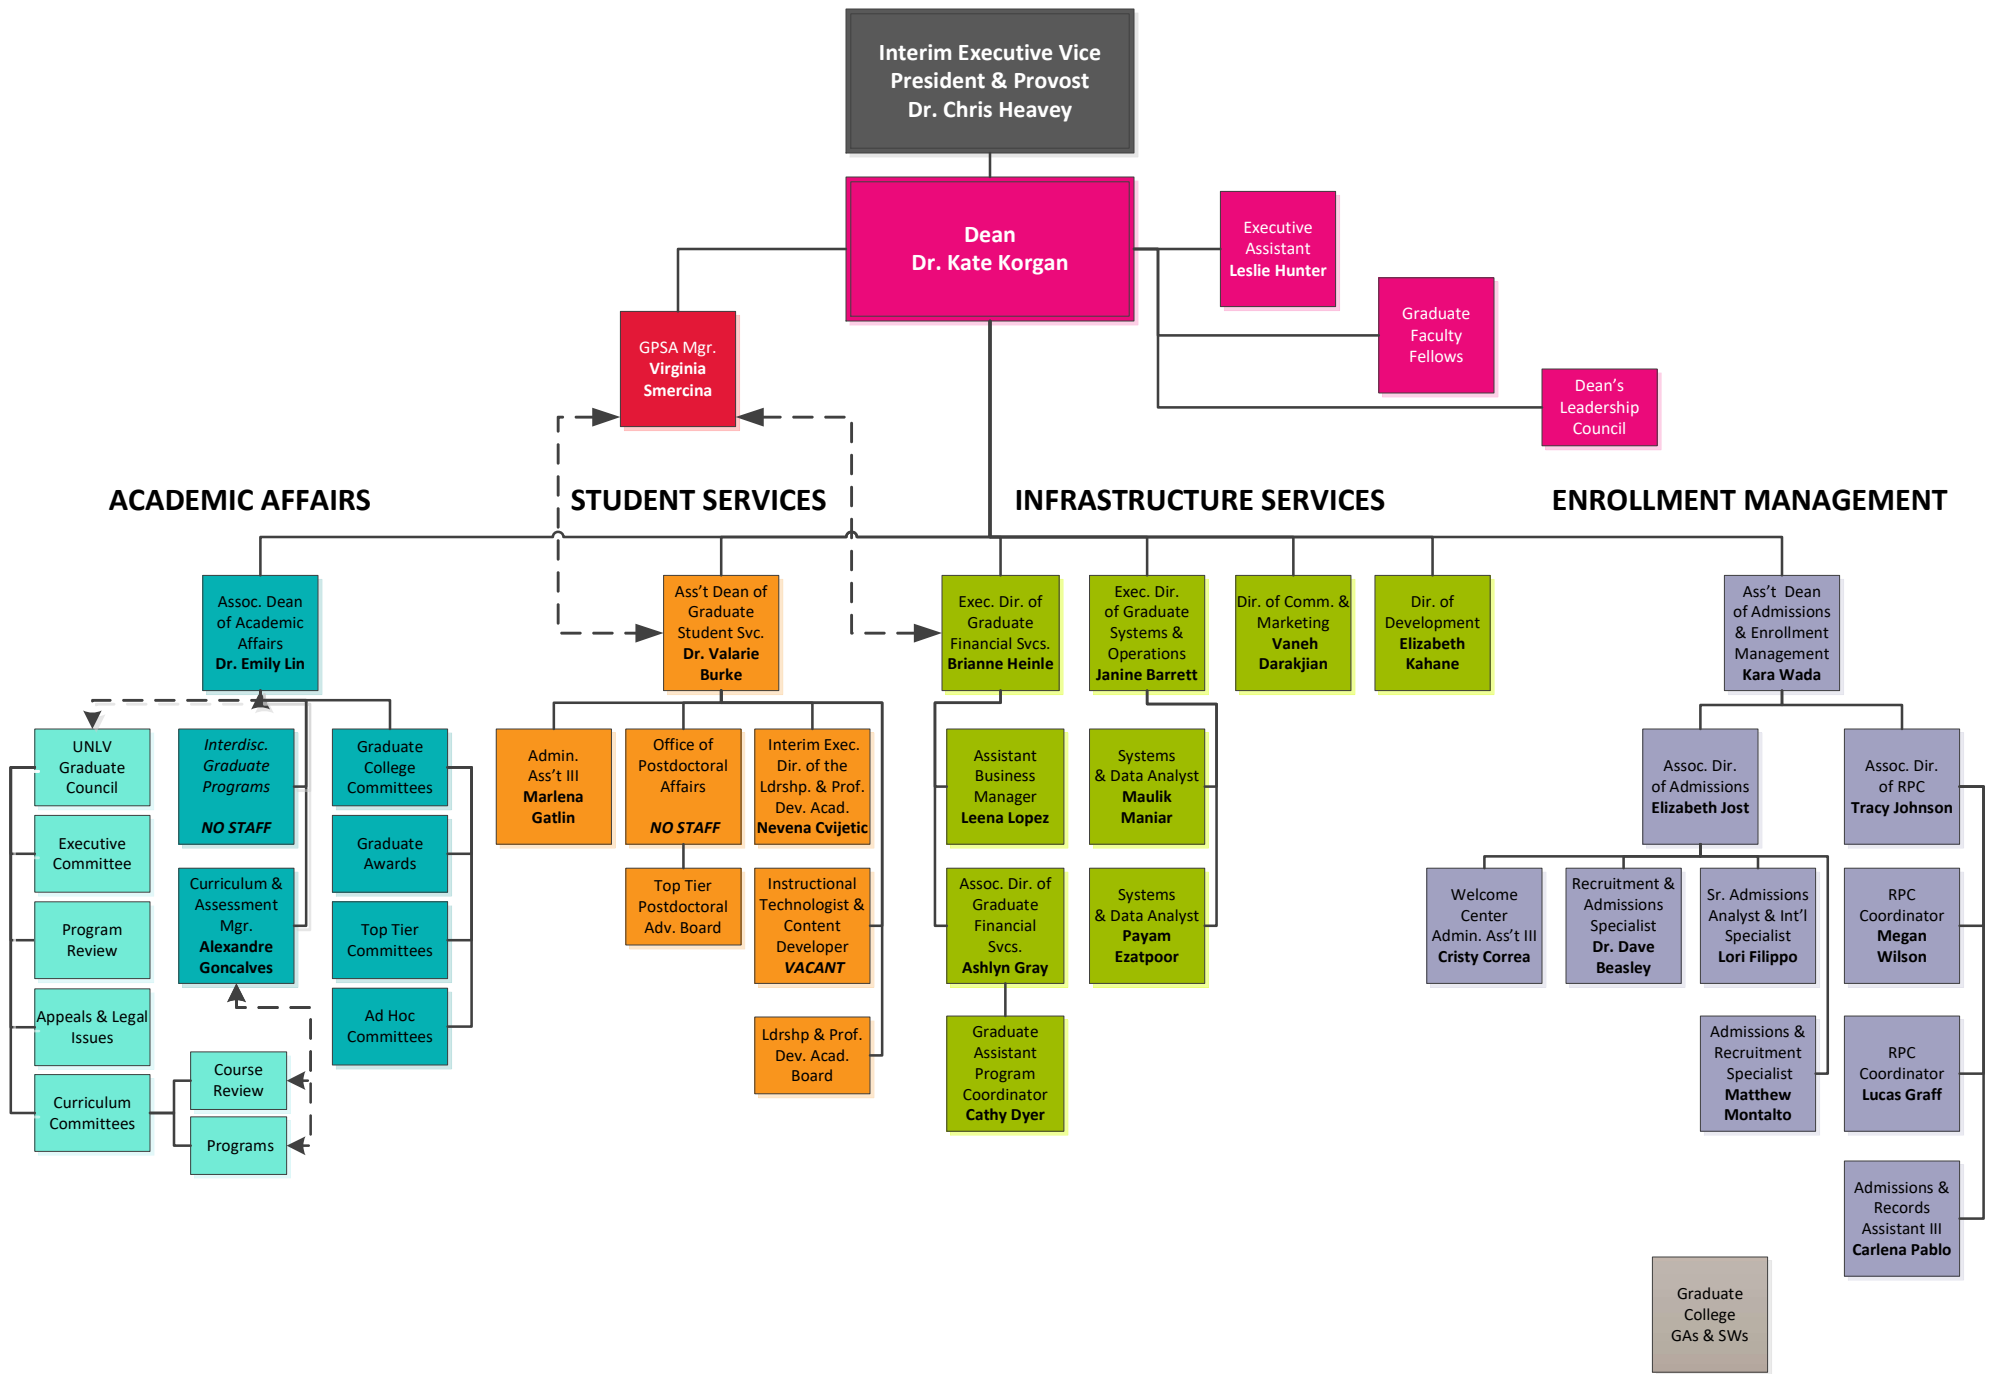 Interim Executive Vice
President & Provost
Dr. Chris Heavey
Dean
Dr. Kate Korgan
Executive
Assistant
Leslie Hunter
Graduate
Faculty
Fellows
Dean’s
Leadership
Council
GPSA Mgr.
Virginia
Smercina
ACADEMIC AFFAIRS
STUDENT SERVICES
INFRASTRUCTURE SERVICES
ENROLLMENT MANAGEMENT
Assoc. Dean
of Academic
Affairs
Dr. Emily Lin
Ass’t Dean of
Graduate
Student Svc.
Dr. Valarie
Burke
Exec. Dir. of
Graduate
Financial Svcs.
Brianne Heinle
Exec. Dir.
of Graduate
Systems &
Operations
Janine Barrett
Dir. of Comm. &
Marketing
Vaneh
Darakjian
Dir. of
Development
Elizabeth
Kahane
Ass’t Dean
of Admissions
& Enrollment
Management
Kara Wada
UNLV
Graduate
Council
Executive
Committee
Program
Review
Appeals & Legal
Issues
Curriculum
Committees
Interdisc.
Graduate
Programs
NO STAFF
Curriculum &
Assessment
Mgr.
Alexandre
Goncalves
Course
Review
Programs
Graduate
College
Committees
Graduate
Awards
Top Tier
Committees
Ad Hoc
Committees
Admin.
Ass’t III
Marlena
Gatlin
Office of
Postdoctoral
Affairs
NO STAFF
Top Tier
Postdoctoral
Adv. Board
Interim Exec.
Dir. of the
Ldrshp. & Prof.
Dev. Acad.
Nevena Cvijetic
Instructional
Technologist &
Content
Developer
VACANT
Ldrshp & Prof.
Dev. Acad.
Board
Assistant
Business
Manager
Leena Lopez
Assoc. Dir. of
Graduate
Financial
Svcs.
Ashlyn Gray
Graduate
Assistant
Program
Coordinator
Cathy Dyer
Systems
& Data Analyst
Maulik
Maniar
Systems
& Data Analyst
Payam
Ezatpoor
Assoc. Dir.
of Admissions
Elizabeth Jost
Assoc. Dir.
of RPC
Tracy Johnson
Welcome
Center
Admin. Ass’t III
Cristy Correa
Recruitment &
Admissions
Specialist
Dr. Dave
Beasley
Sr. Admissions
Analyst & Int’l
Specialist
Lori Filippo
Admissions &
Recruitment
Specialist
Matthew
Montalto
RPC
Coordinator
Megan
Wilson
RPC
Coordinator
Lucas Graff
Admissions &
Records
Assistant III
Carlena Pablo
Graduate
College
GAs & SWs